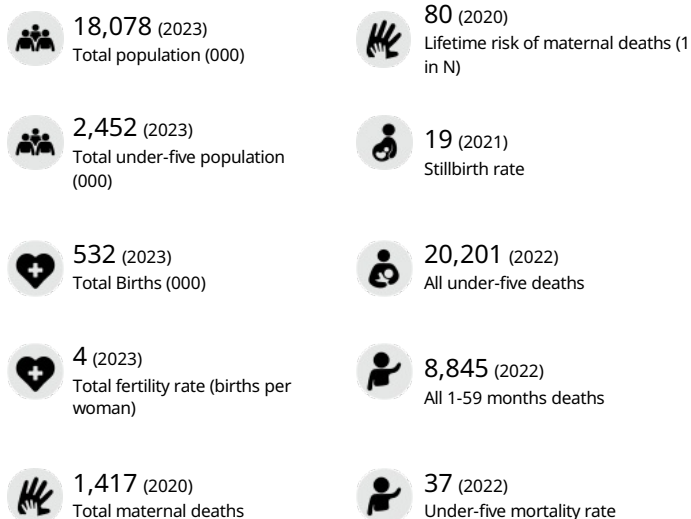 18,078 (2023)
Total population (000)
2,452 (2023)
Total under-five population
(000)
532 (2023)
Total Births (000)
4 (2023)
Total fertility rate (births per
woman)
1,417 (2020)
Total maternal deaths
80 (2020)
Lifetime risk of maternal deaths (1
in N)
19 (2021)
Stillbirth rate
20,201 (2022)
All under-five deaths
8,845 (2022)
All 1-59 months deaths
37 (2022)
Under-five mortality rate